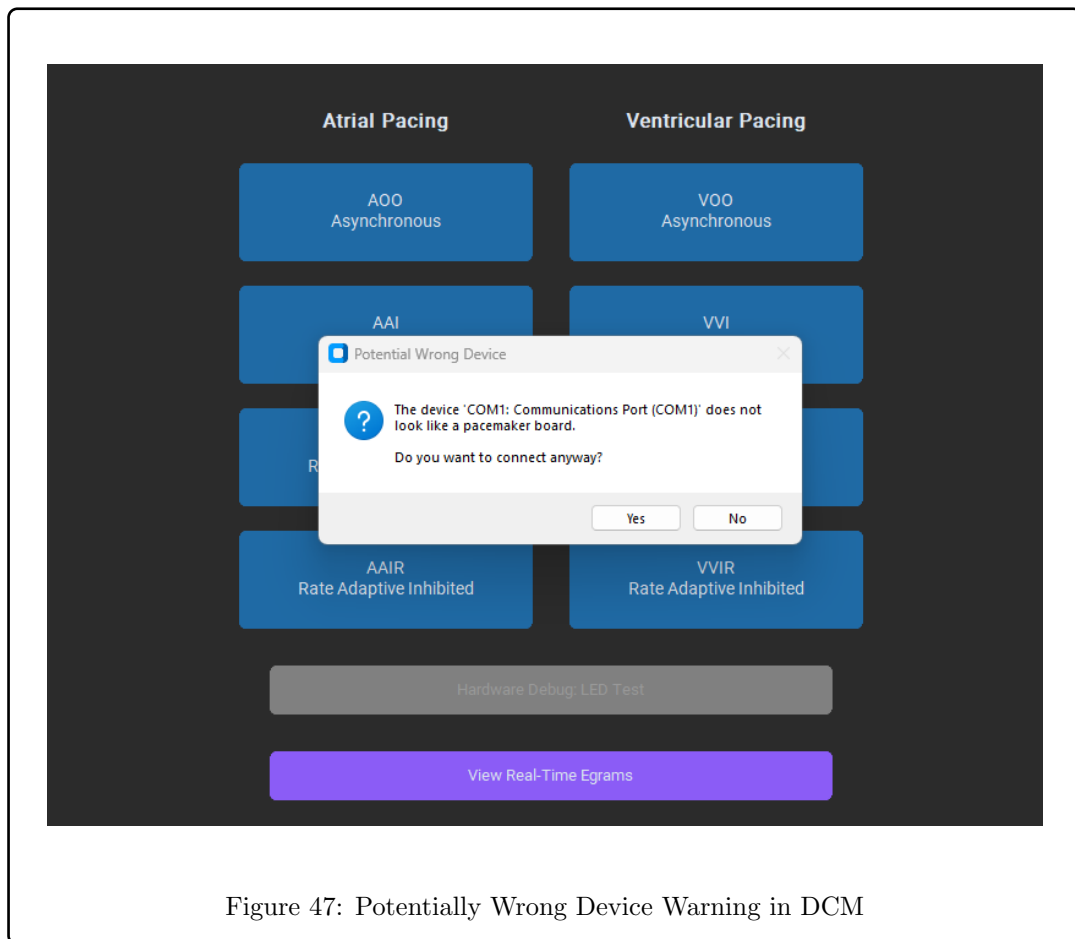 Atrial Pacing
Ventricular Pacing
AOO
Asynchronous
VOO
Asynchronous
AAI
VVI
Potential Wrong Device
The device `COM1: Communications Port (COM1)' does not
look like a pacemaker board.
Do you want to connect anyway?
Yes
No
R
AAIR
Rate Adaptive Inhibited
VVIR
Rate Adaptive Inhibited
Hardware Debug: LED Test
View Real-Time Egrams
Figure 47: Potentially Wrong Device Warning in DCM